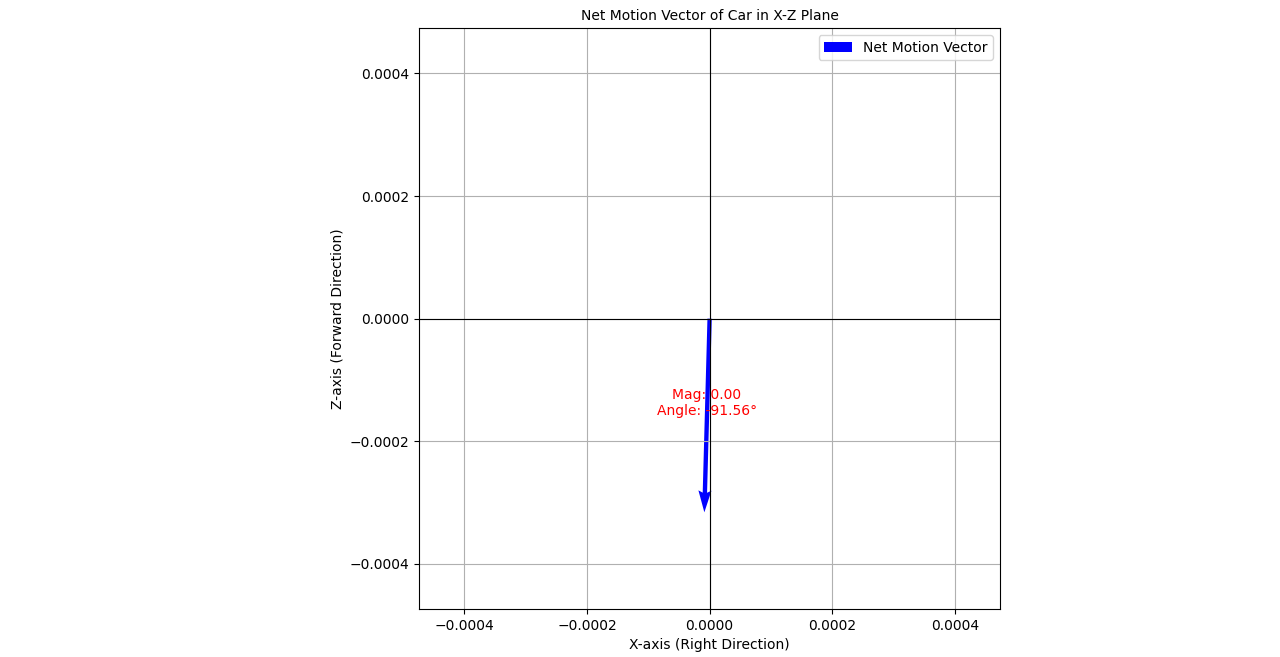 Net Motion Vector of Car in X-Z Plane
Net Motion Vector
0.0004
0.0002
0.0000
−0.0002
−0.0004
Z-axis (Forward Direction)
Mag: 0.00
Angle: -91.56°
−0.0004
−0.0002
0.0000
0.0002
0.0004
X-axis (Right Direction)